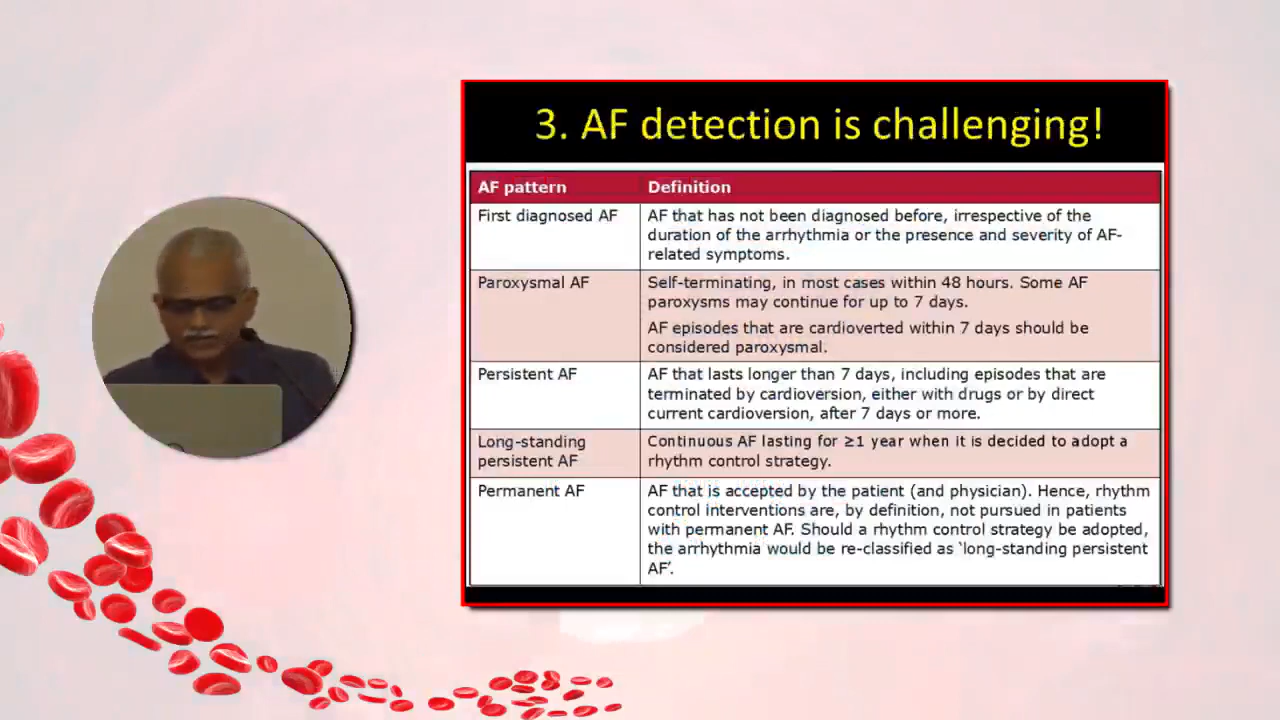 3. AF detection is challenging!
AF pattern
Definition
First diagnosed AF
AF that has not been diagnosed before, irrespective of the
duration of the arrhythmia or the presence and severity of AF-
related symptoms.
Paroxysmal AF
Self-terminating, in most cases within 48 hours. Some AF
paroxysms may continue for up to 7 days.
AF episodes that are cardioverted within 7 days should be
considered paroxysmal.
Persistent AF
AF that lasts longer than 7 days, including episodes that are
terminated by cardioversion, either with drugs or by direct
current cardioversion, after 7 days or more.
Long-standing
persistent AF
Continuous AF lasting for ≥1 year when it is decided to adopt a
rhythm control strategy.
Permanent AF
AF that is accepted by the patient (and physician). Hence, rhythm
control interventions are, by definition, not pursued in patients
with permanent AF. Should a rhythm control strategy be adopted,
the arrhythmia would be re-classified as ‘long-standing persistent
AF’.